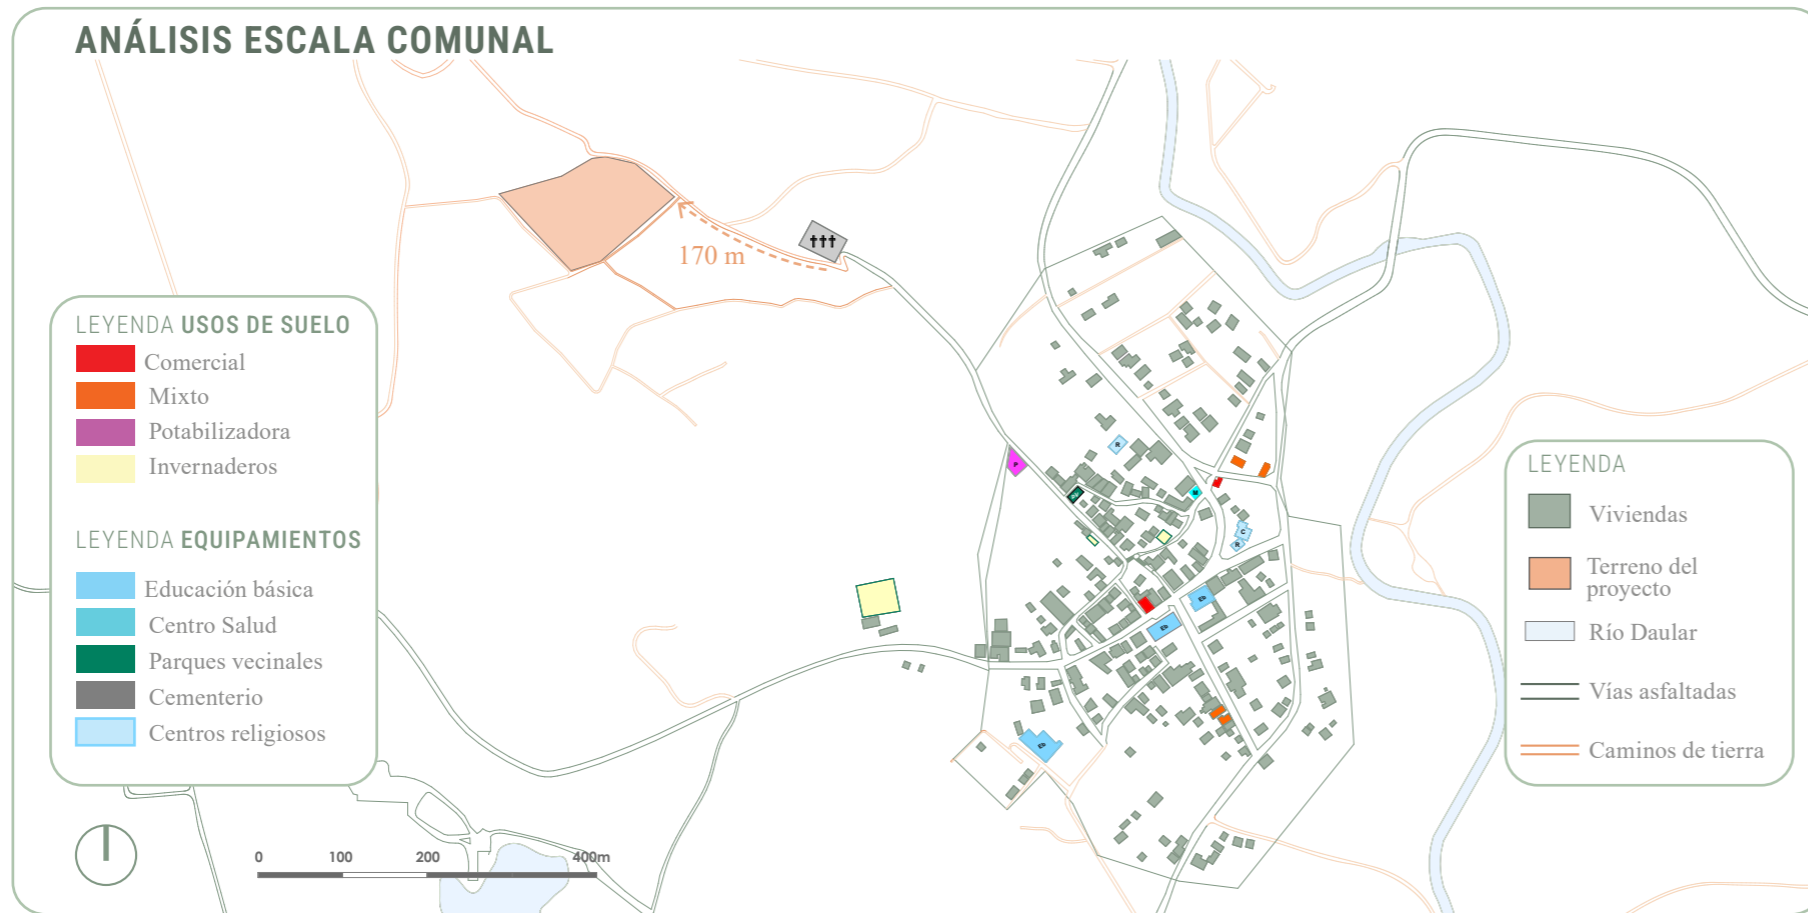 ANÁLISIS ESCALA COMUNAL
170 m
LEYENDA USOS DE SUELO
Comercial
Mixto
Potabilizadora
Invernaderos
LEYENDA EQUIPAMIENTOS
Educación básica
Centro Salud
Parques vecinales
Cementerio
Centros religiosos
LEYENDA
Viviendas
Terreno del
proyecto
Río Daular
Vías asfaltadas
Caminos de tierra
P
R
C
R
0 100 200 400m